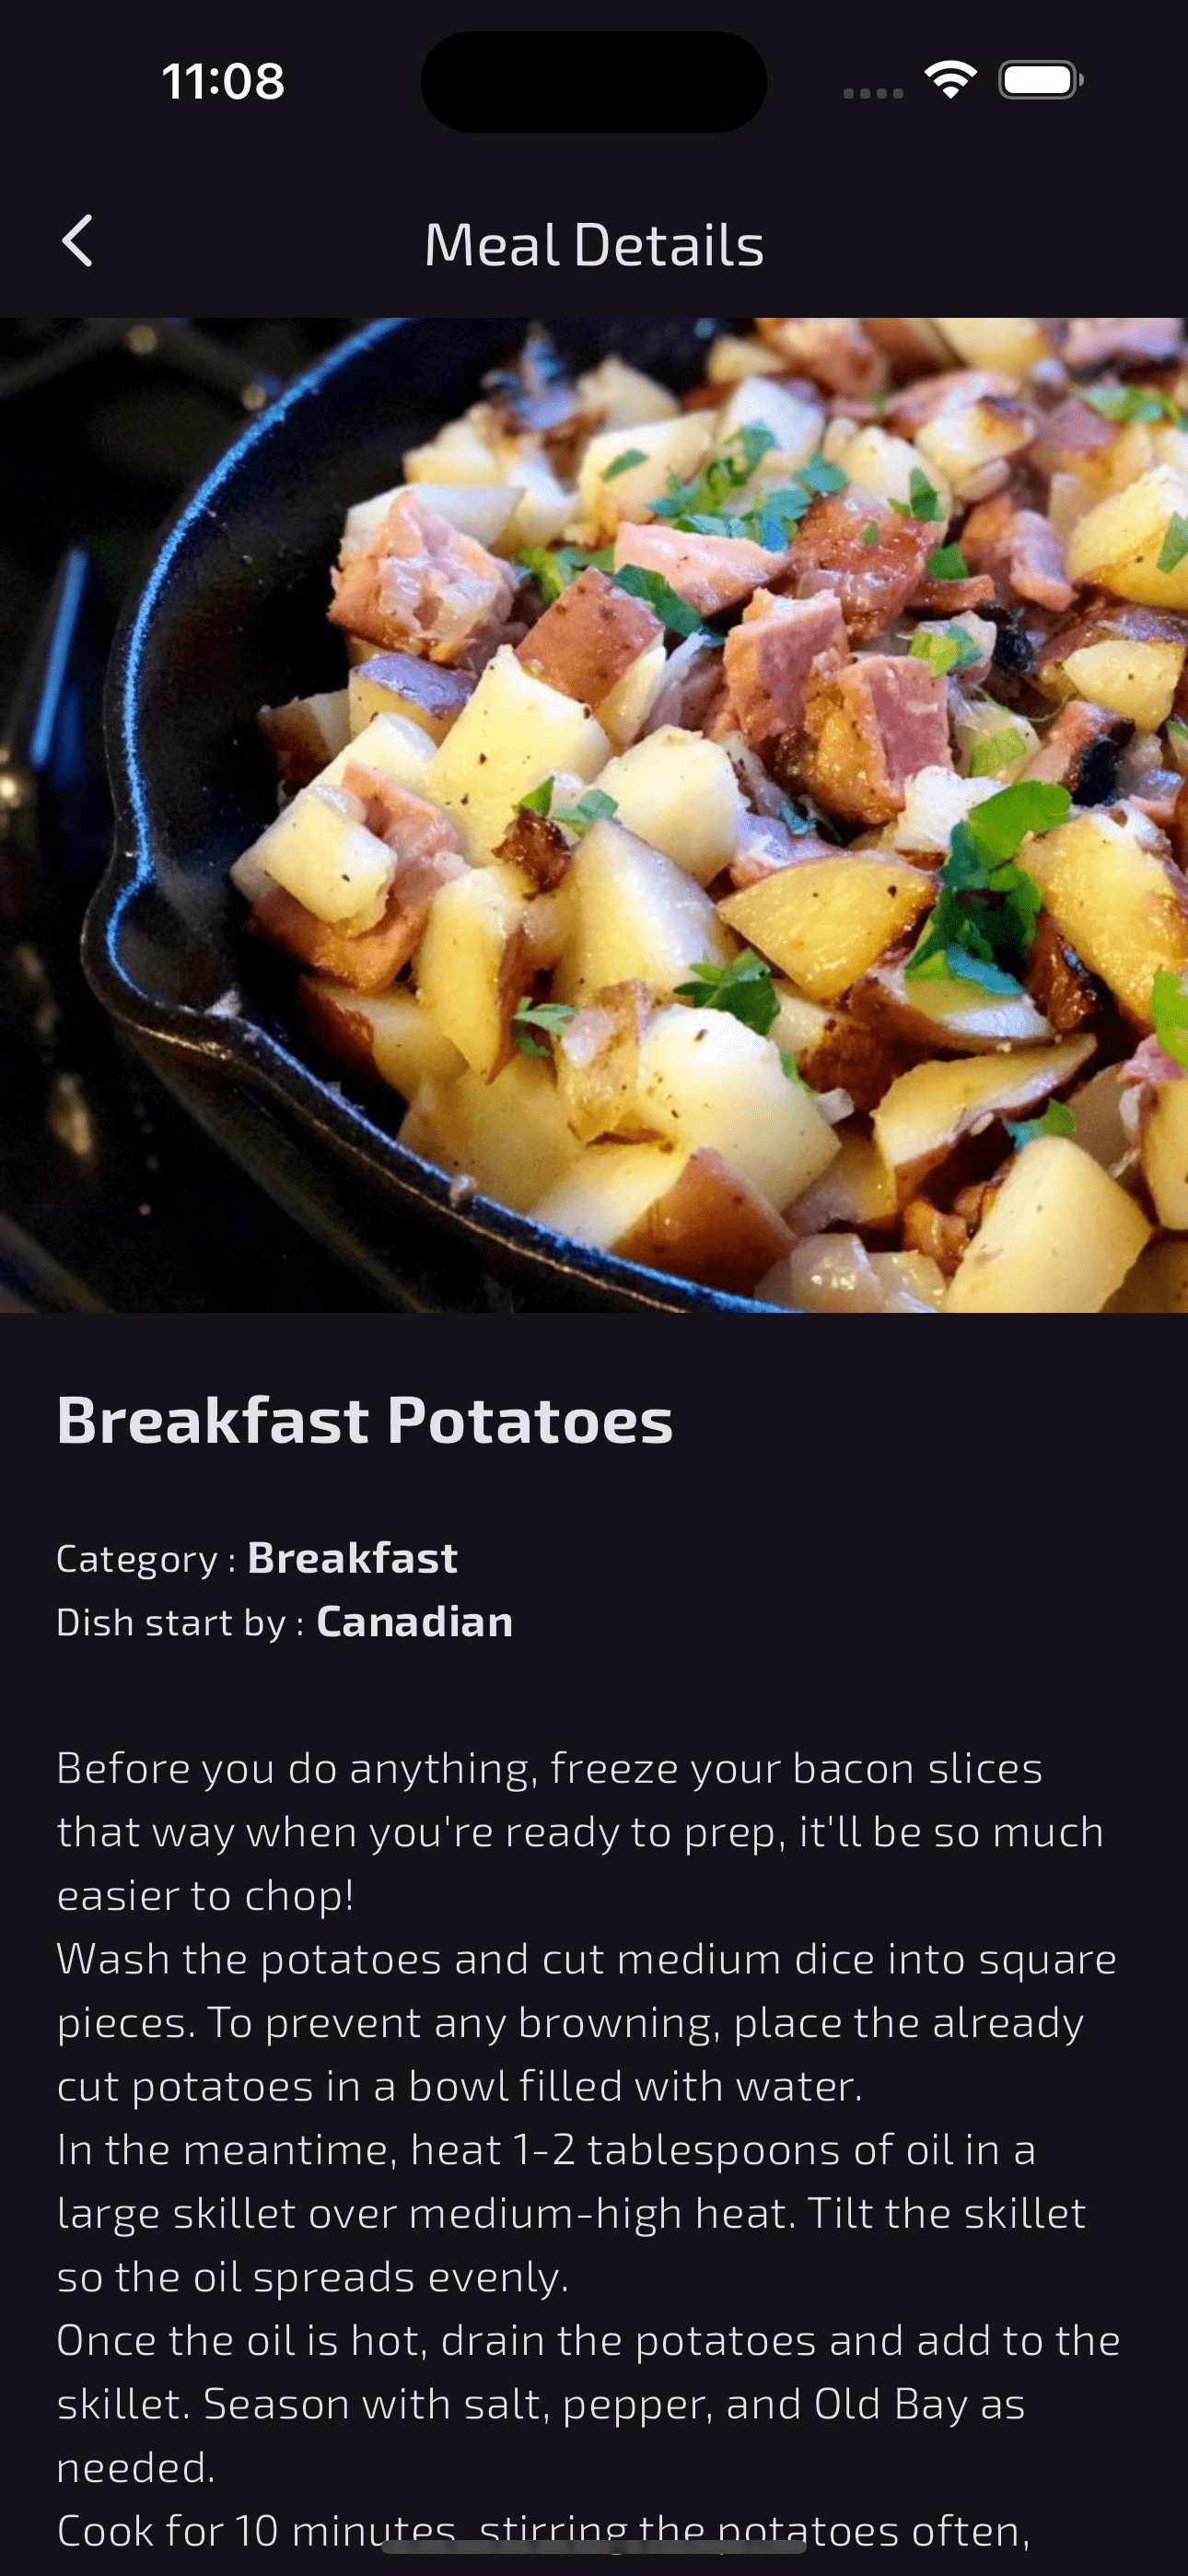 11:08
Meal Details
Breakfast Potatoes
Category : Breakfast
Dish start by : Canadian
Before you do anything, freeze your bacon slices
that way when you're ready to prep, it'll be so much
easier to chop!
Wash the potatoes and cut medium dice into square
pieces. To prevent any browning, place the already
cut potatoes in a bowl filled with water.
In the meantime, heat 1-2 tablespoons of oil in a
large skillet over medium-high heat. Tilt the skillet
so the oil spreads evenly.
Once the oil is hot, drain the potatoes and add to the
skillet. Season with salt, pepper, and Old Bay as
needed.
Cook for 10 minutes, stirring the potatoes often,